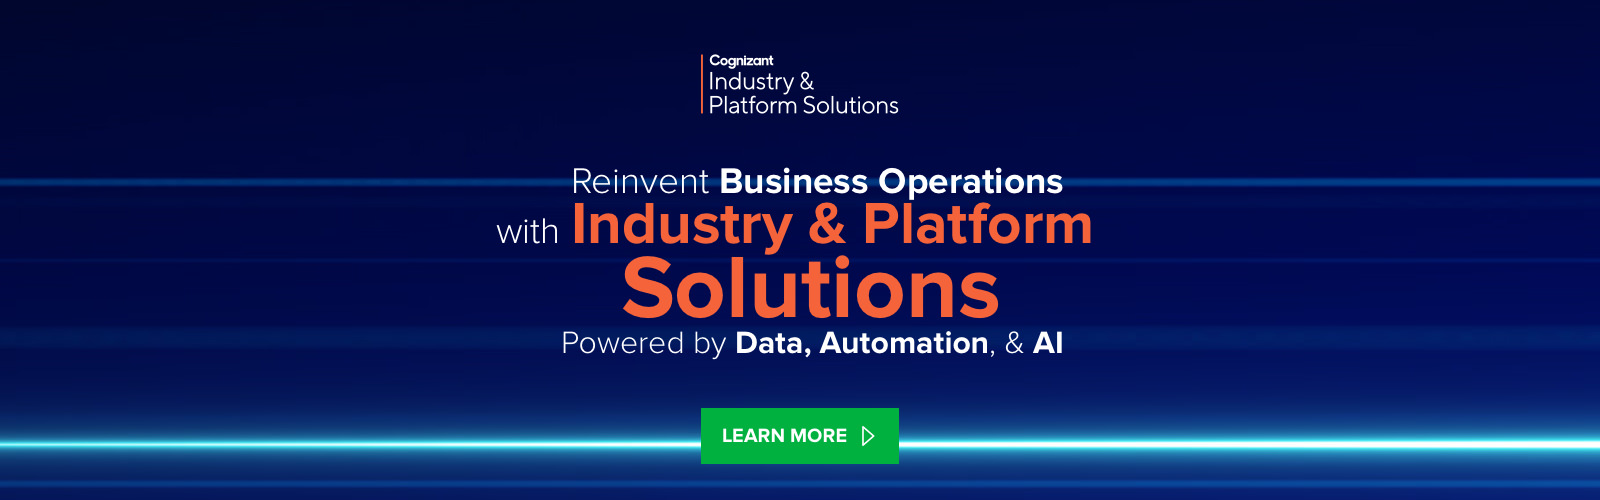 Cognizant
Industry &
Platform Solutions
Reinvent Business Operations
with Industry & Platform
Solutions
Powered by Data, Automation, & AI
LEARN MORE